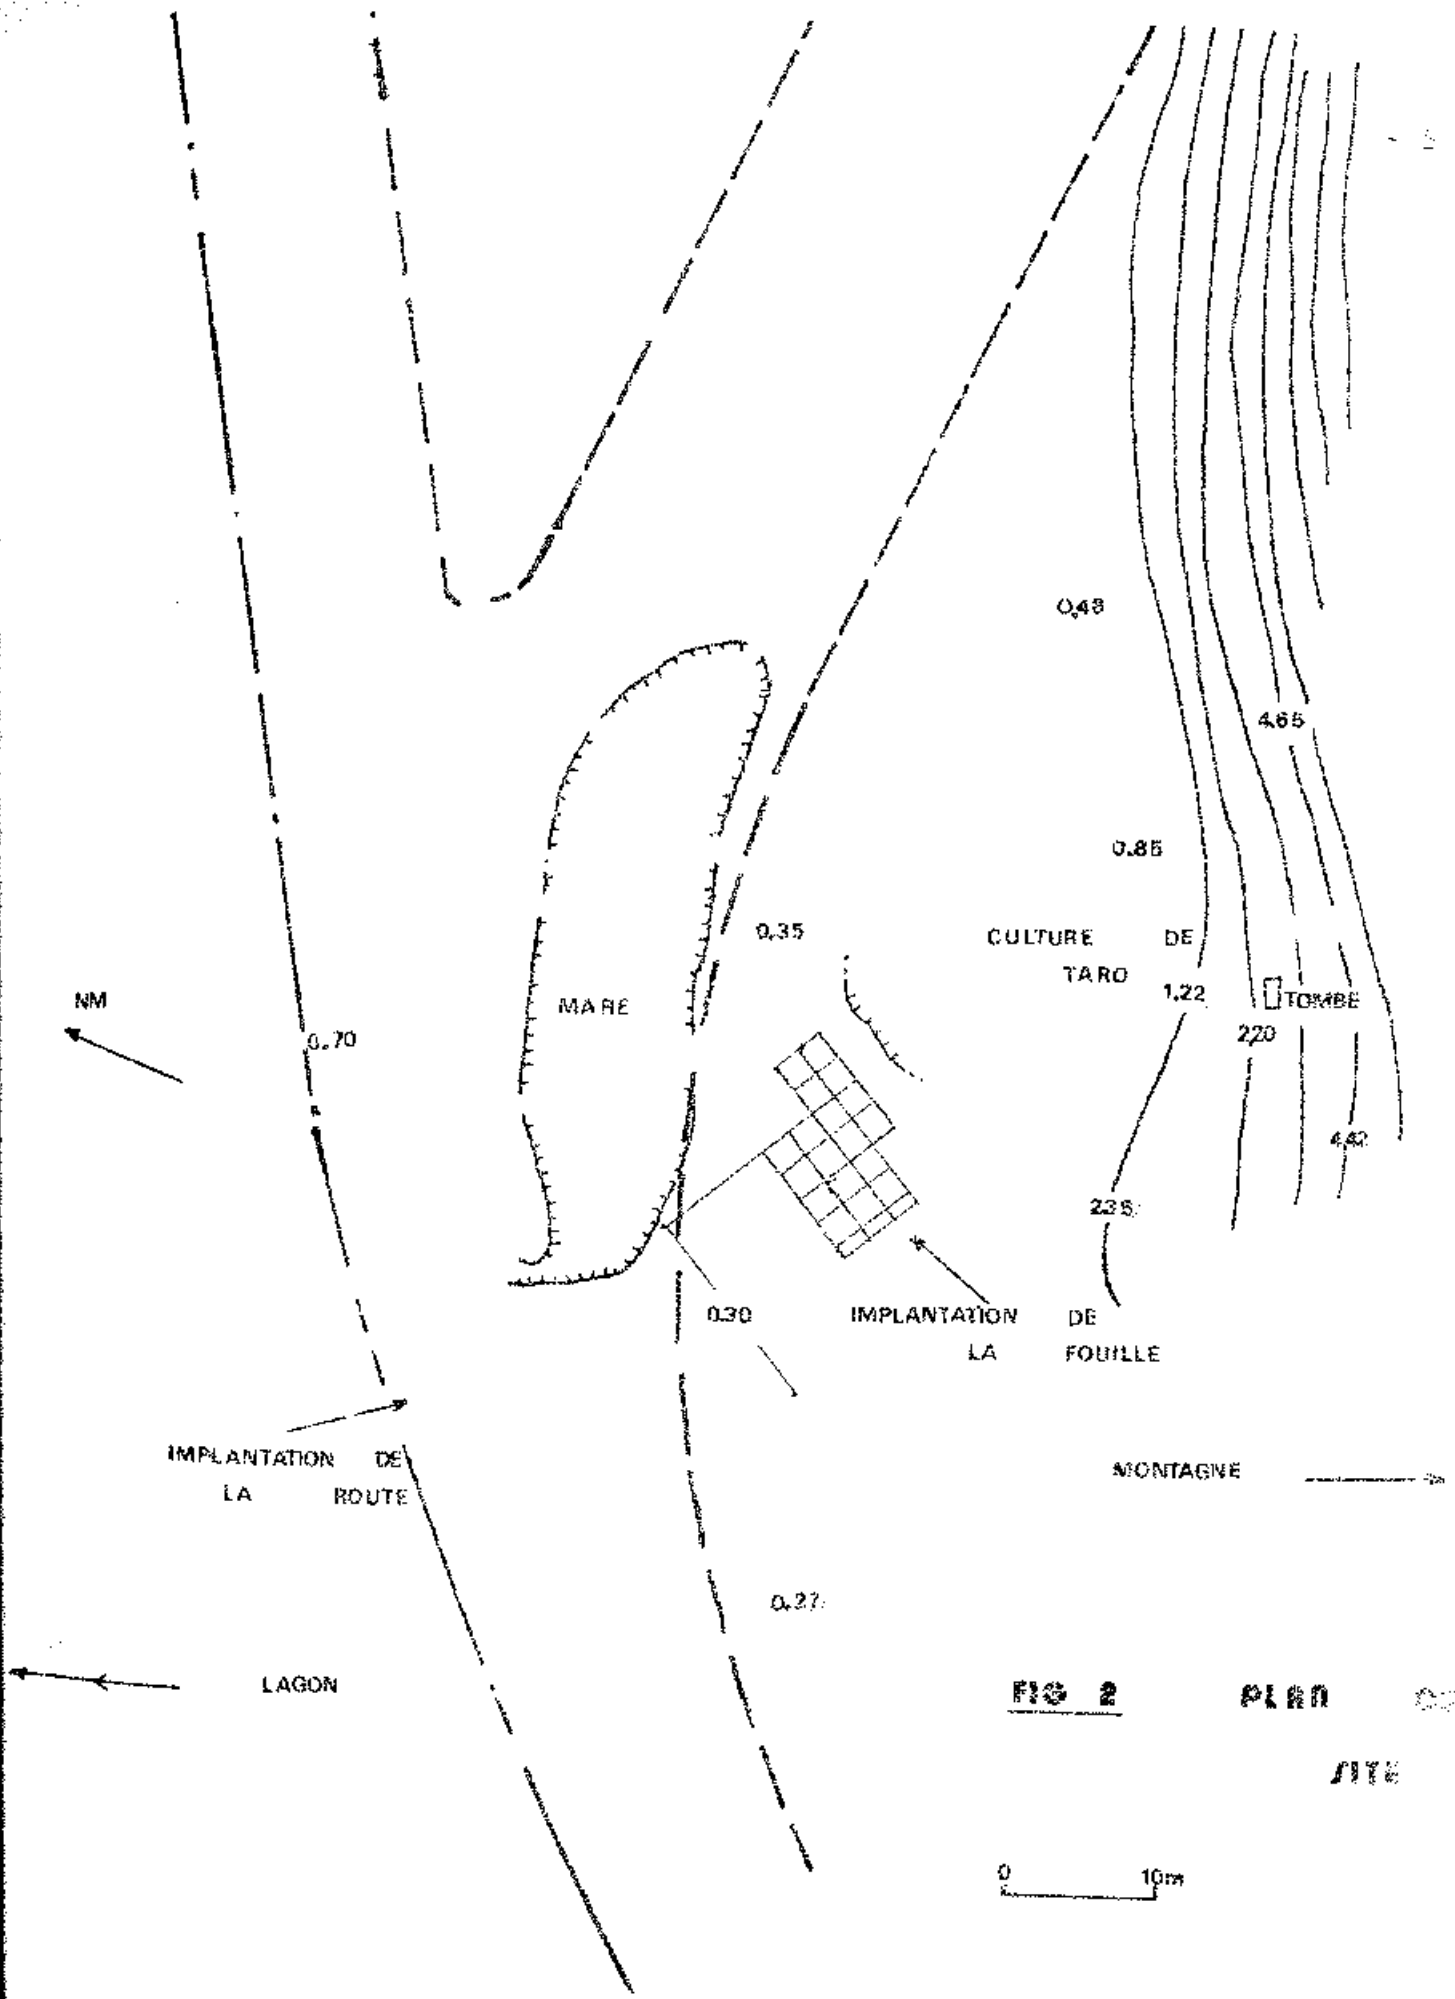 0,48
4.65
0.85
0,35
CULTURE DE
TARO
NM
MARE
1,22
TOMBE
2,20
0.70
4,42
2,35
0.30
IMPLANTATION DE
LA FOUILLE
IMPLANTATION DE
LA ROUTE
MONTAGNE
0,27
LAGON
FIG 2 PLAN
SITE
0 10m